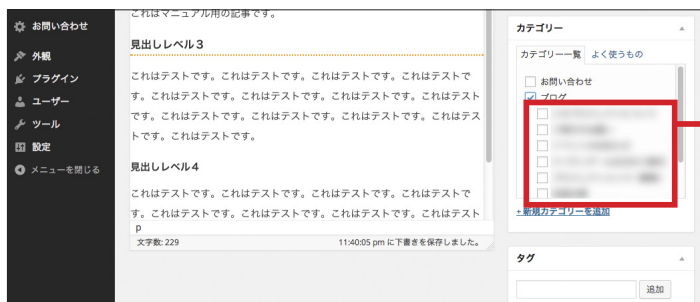 お問い合わせ
外観
プラグイン
ユーザー
ツール
設定
メニューを閉じる
これはマニュアル用の記事です。
見出しレベル3
これはテストです。これはテストです。これはテストです。これはテストで
す。これはテストです。これはテストです。これはテストです。これはテスト
です。これはテストです。これはテストです。これはテストです。これはテス
トです。これはテストです。
見出しレベル4
これはテストです。これはテストです。これはテストです。これはテストで
す。これはテストです。これはテストです。これはテストです。これはテスト
p
文字数: 229
11:40:05 pm に下書きを保存しました。
カテゴリー
カテゴリー一覧 よく使うもの
お問い合わせ
ブログ
+ 新規カテゴリーを追加
タグ
追加